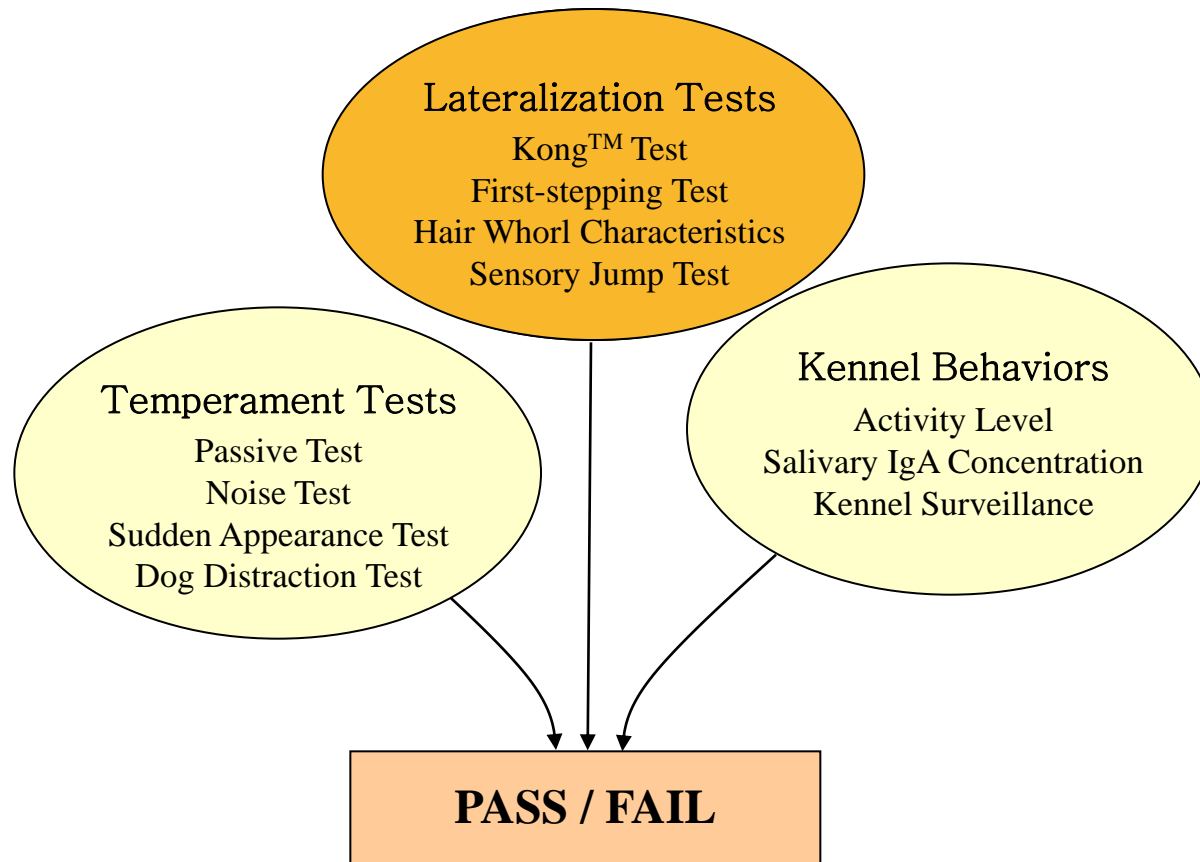 Lateralization Tests
Kong™ Test
First-stepping Test
Hair Whorl Characteristics
Sensory Jump Test
Temperament Tests
Passive Test
Noise Test
Sudden Appearance Test
Dog Distraction Test
Kennel Behaviors
Activity Level
Salivary IgA Concentration
Kennel Surveillance
PASS / FAIL